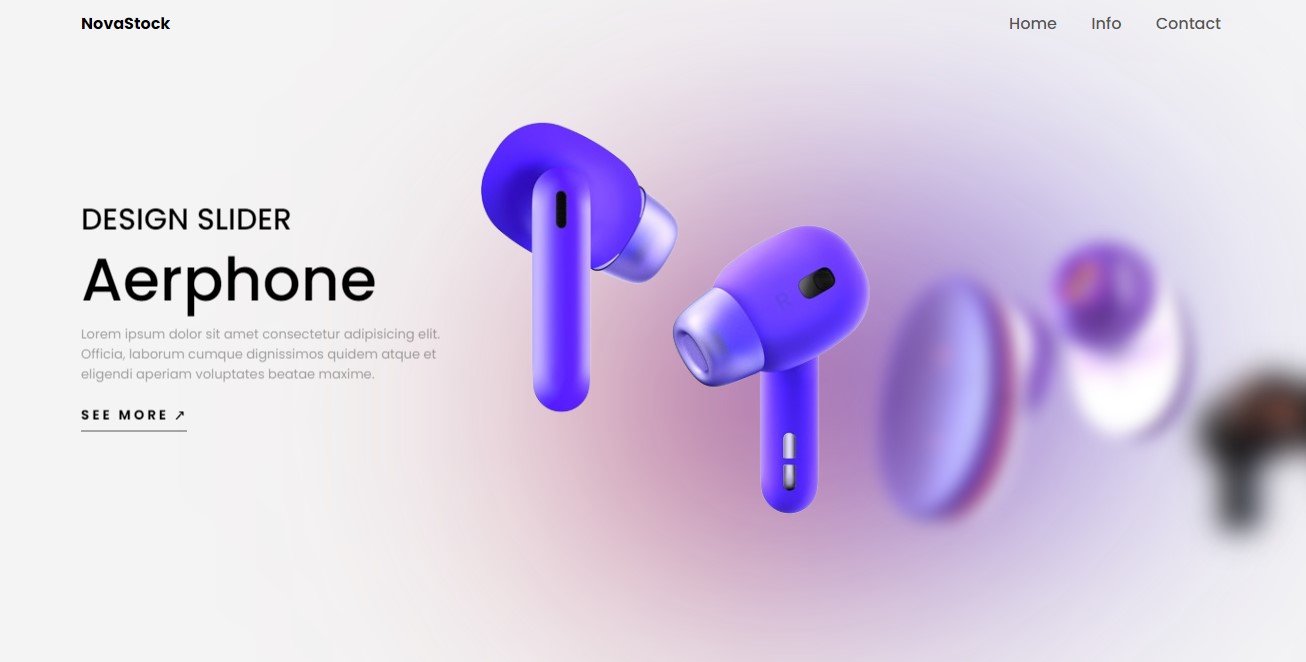 NovaStock
Home Info Contact
DESIGN SLIDER
Aerphone
Lorem ipsum dolor sit amet consectetur adipisicing elit.
Officia, laborum cumque dignissimos quidem atque et
eligendi aperiam voluptates beatae maxime.
SEE MORE ↗
R